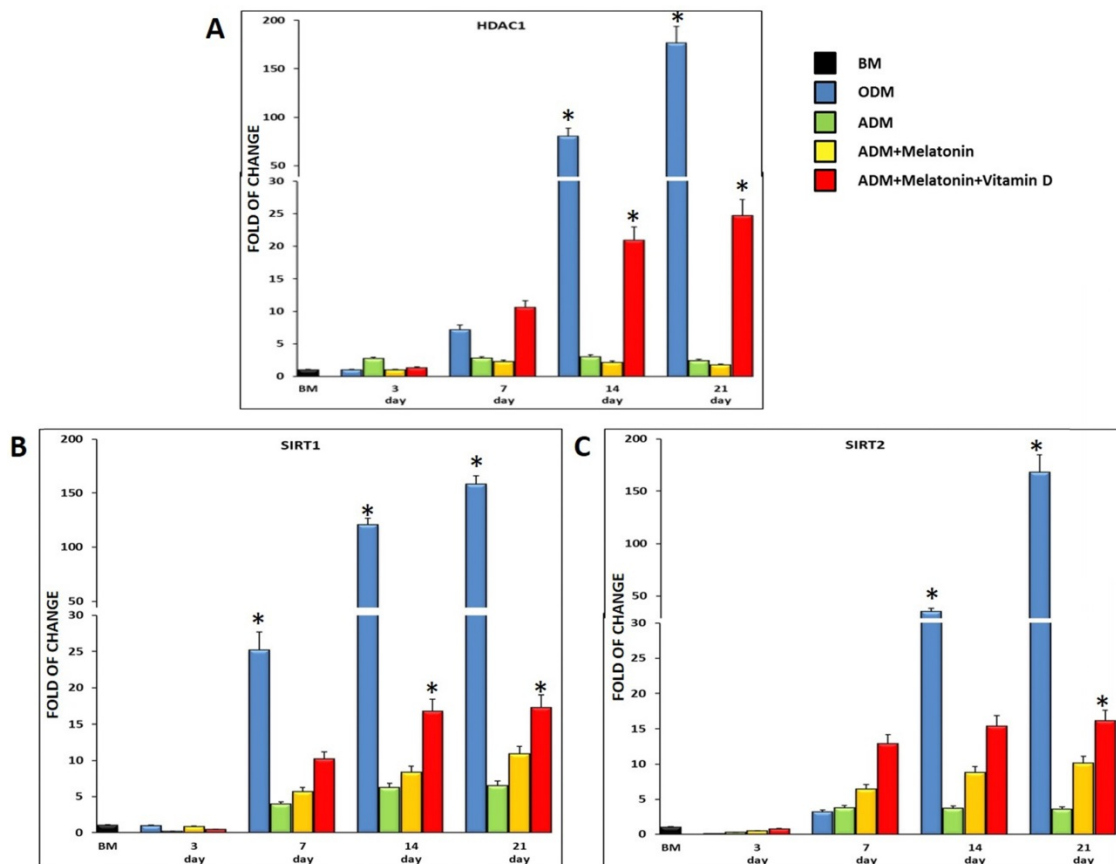 A
HDAC1
FOLD OF CHANGE
200
150
100
50
30
25
20
15
10
5
0
*
*
*
*
BM
3
day
7
day
14
day
21
day
BM
ODM
ADM
ADM+Melatonin
ADM+Melatonin+Vitamin D
B
SIRT1
FOLD OF CHANGE
200
150
100
50
30
25
20
15
10
5
0
*
*
*
*
*
BM
3
day
7
day
14
day
21
day
C
SIRT2
FOLD OF CHANGE
200
150
100
50
30
25
20
15
10
5
0
*
*
*
BM
3
day
7
day
14
day
21
day